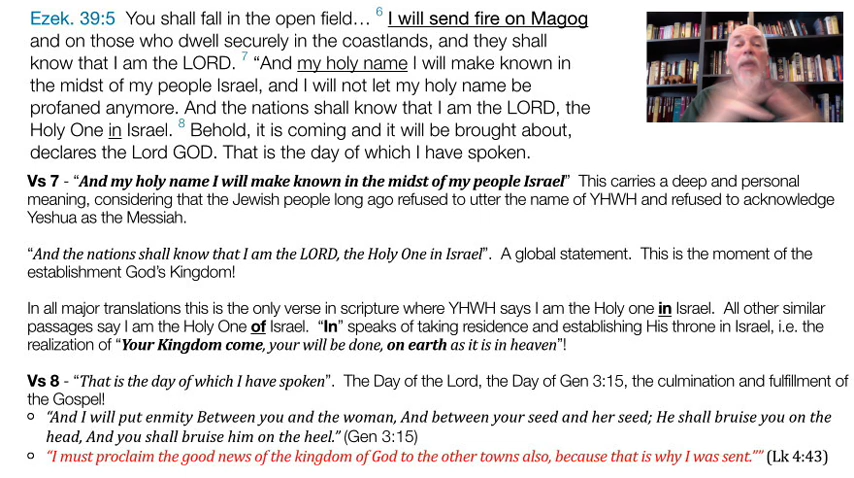 Ezek. 39:5 You shall fall in the open field… 6 I will send fire on Magog
and on those who dwell securely in the coastlands, and they shall
know that I am the LORD. 7 “And my holy name I will make known in
the midst of my people Israel, and I will not let my holy name be
profaned anymore. And the nations shall know that I am the LORD, the
Holy One in Israel. 8 Behold, it is coming and it will be brought about,
declares the Lord GOD. That is the day of which I have spoken.
Vs 7 - “And my holy name I will make known in the midst of my people Israel” This carries a deep and personal
meaning, considering that the Jewish people long ago refused to utter the name of YHWH and refused to acknowledge
Yeshua as the Messiah.
“And the nations shall know that I am the LORD, the Holy One in Israel”. A global statement. This is the moment of the
establishment God’s Kingdom!
In all major translations this is the only verse in scripture where YHWH says I am the Holy one in Israel. All other similar
passages say I am the Holy One of Israel. “In” speaks of taking residence and establishing His throne in Israel, i.e. the
realization of “Your Kingdom come, your will be done, on earth as it is in heaven”!
Vs 8 - “That is the day of which I have spoken”. The Day of the Lord, the Day of Gen 3:15, the culmination and fulfillment of
the Gospel!
“And I will put enmity Between you and the woman, And between your seed and her seed; He shall bruise you on the
head, And you shall bruise him on the heel.” (Gen 3:15)
“I must proclaim the good news of the kingdom of God to the other towns also, because that is why I was sent.”” (Lk 4:43)